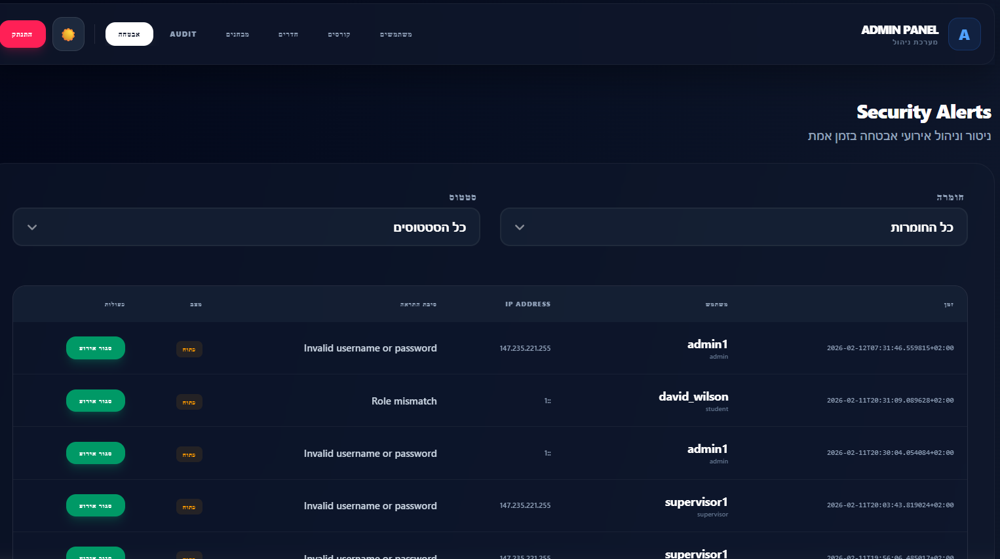 A
ADMIN PANEL
מערכת ניהול
משתמשים
קורסים
חדרים
מבחנים
AUDIT
אבטחה
התנתק
Security Alerts
ניטור וניהול אירועי אבטחה בזמן אמת
חומרה
כל החומרות
סטטוס
כל הסטטוסים
זמן משתמש IP ADDRESS סיבת התראה מצב פעולות
2026-02-12T07:31:46.559815+02:00 admin1 147.235.221.255 Invalid username or password פתוח סגור אירוע
admin
2026-02-11T20:31:09.089628+02:00 david_wilson 1:: Role mismatch פתוח סגור אירוע
student
2026-02-11T20:30:04.054084+02:00 admin1 1:: Invalid username or password פתוח סגור אירוע
admin
2026-02-11T20:03:43.819024+02:00 supervisor1 147.235.221.255 Invalid username or password פתוח סגור אירוע
supervisor
2026-02-11T19:56:06.485017+02:00 supervisor1 147.235.221.255 Invalid username or password פתוח סגור אירוע